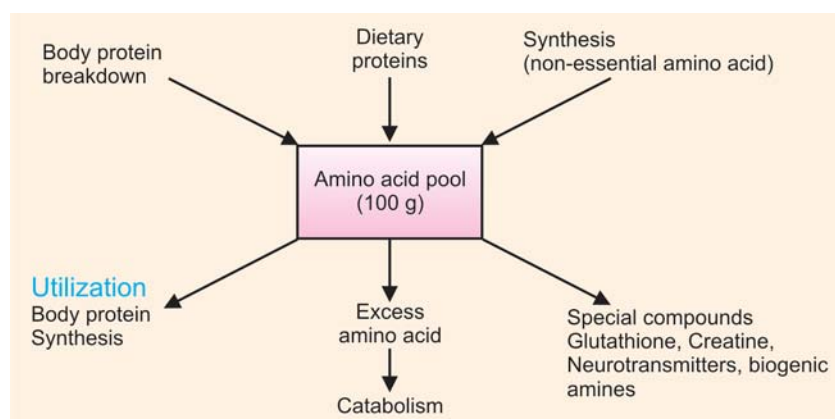 Body protein
breakdown
Dietary
proteins
Synthesis
(non-essential amino acid)
Amino acid pool
(100 g)
Utilization
Body protein
Synthesis
Excess
amino acid
Catabolism
Special compounds
Glutathione, Creatine,
Neurotransmitters, biogenic
amines